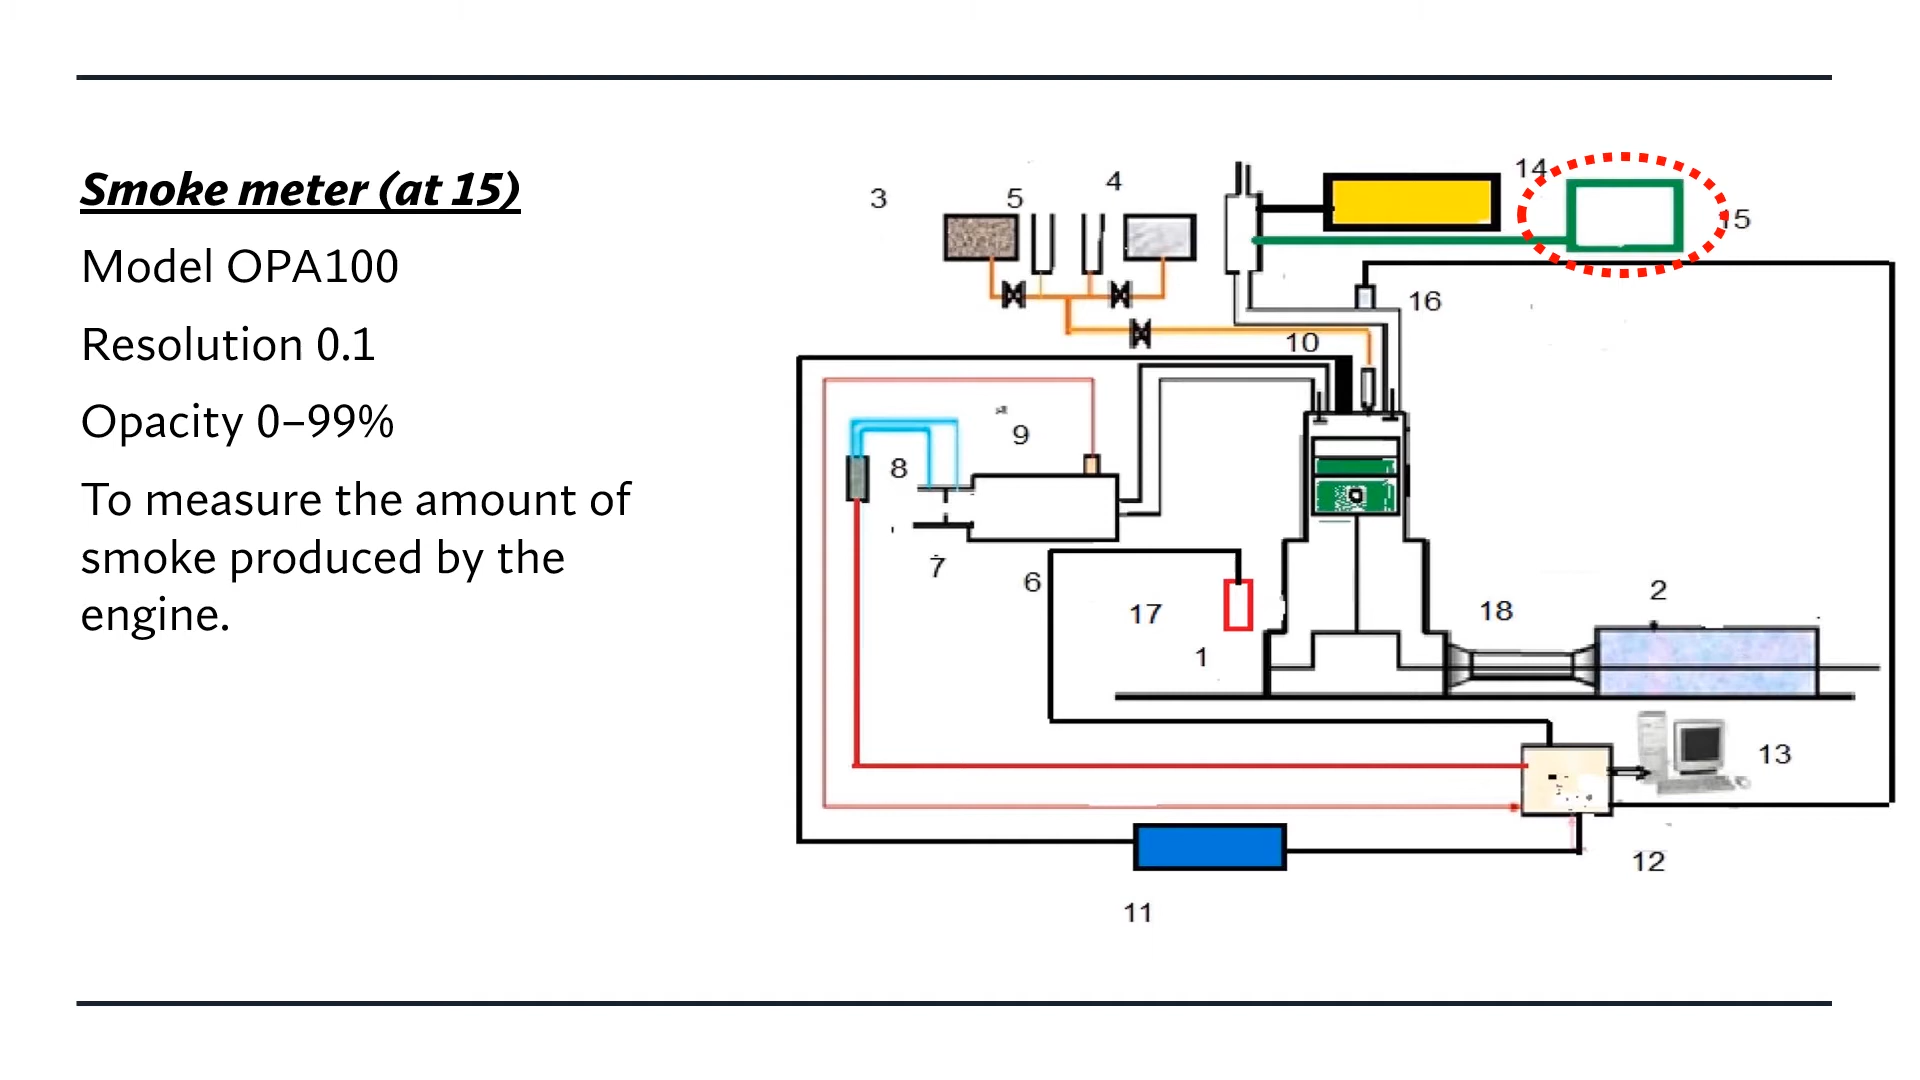 Smoke meter (at 15)
Model OPA100
Resolution 0.1
Opacity 0–99%
To measure the amount of
smoke produced by the
engine.
14
3
5
4
15
16
10
9
8
7
6
17
18
2
1
13
12
11